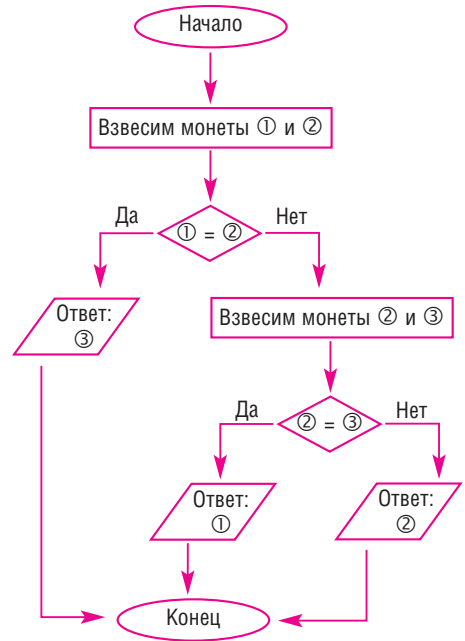 Начало
Взвесим монеты ① и ②
Да
① = ②
Нет
Ответ:
③
Взвесим монеты ② и ③
Да
② = ③
Нет
Ответ:
①
Ответ:
②
Конец